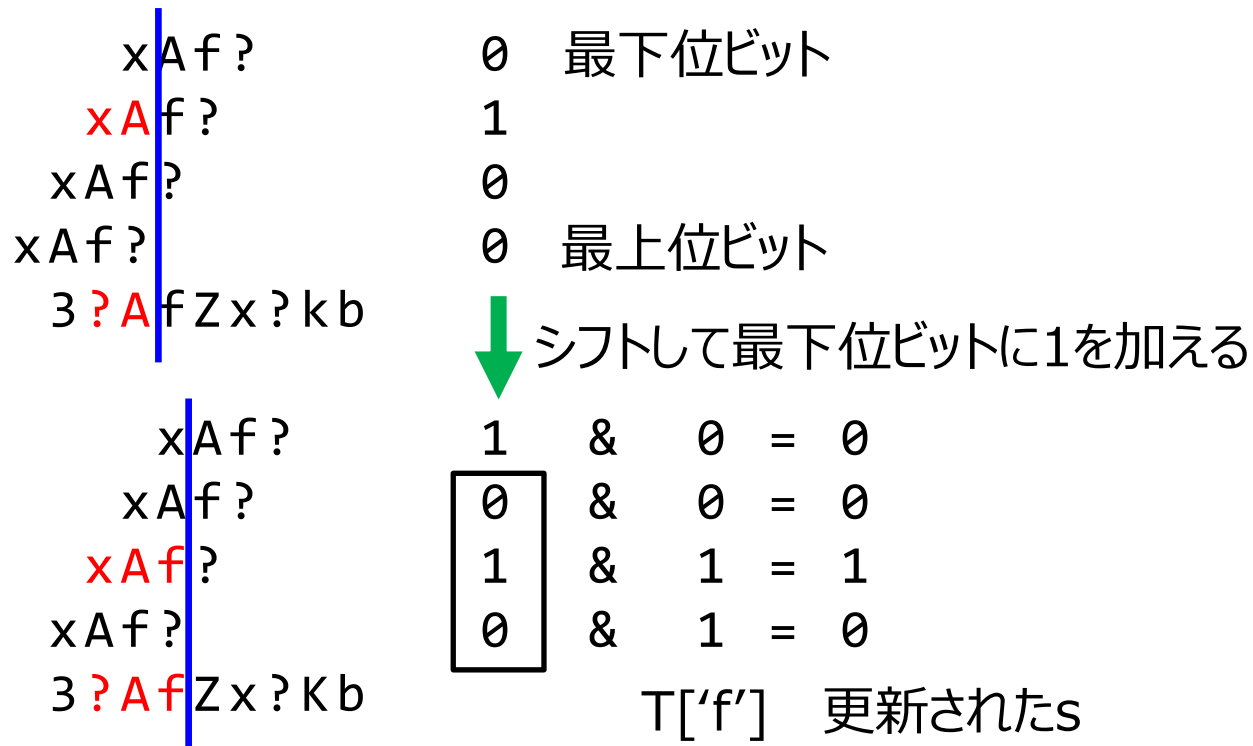 xAf? 0 最下位ビット
xAf? 1
xAf? 0
xAf? 0 最上位ビット
3?AfZx?kb
シフトして最下位ビットに1を加える
xAf? 1 & 0 = 0
xAf? 0 & 0 = 0
xAf? 1 & 1 = 1
xAf? 0 & 1 = 0
3?AfZx?Kb T[‘f’] 更新されたs